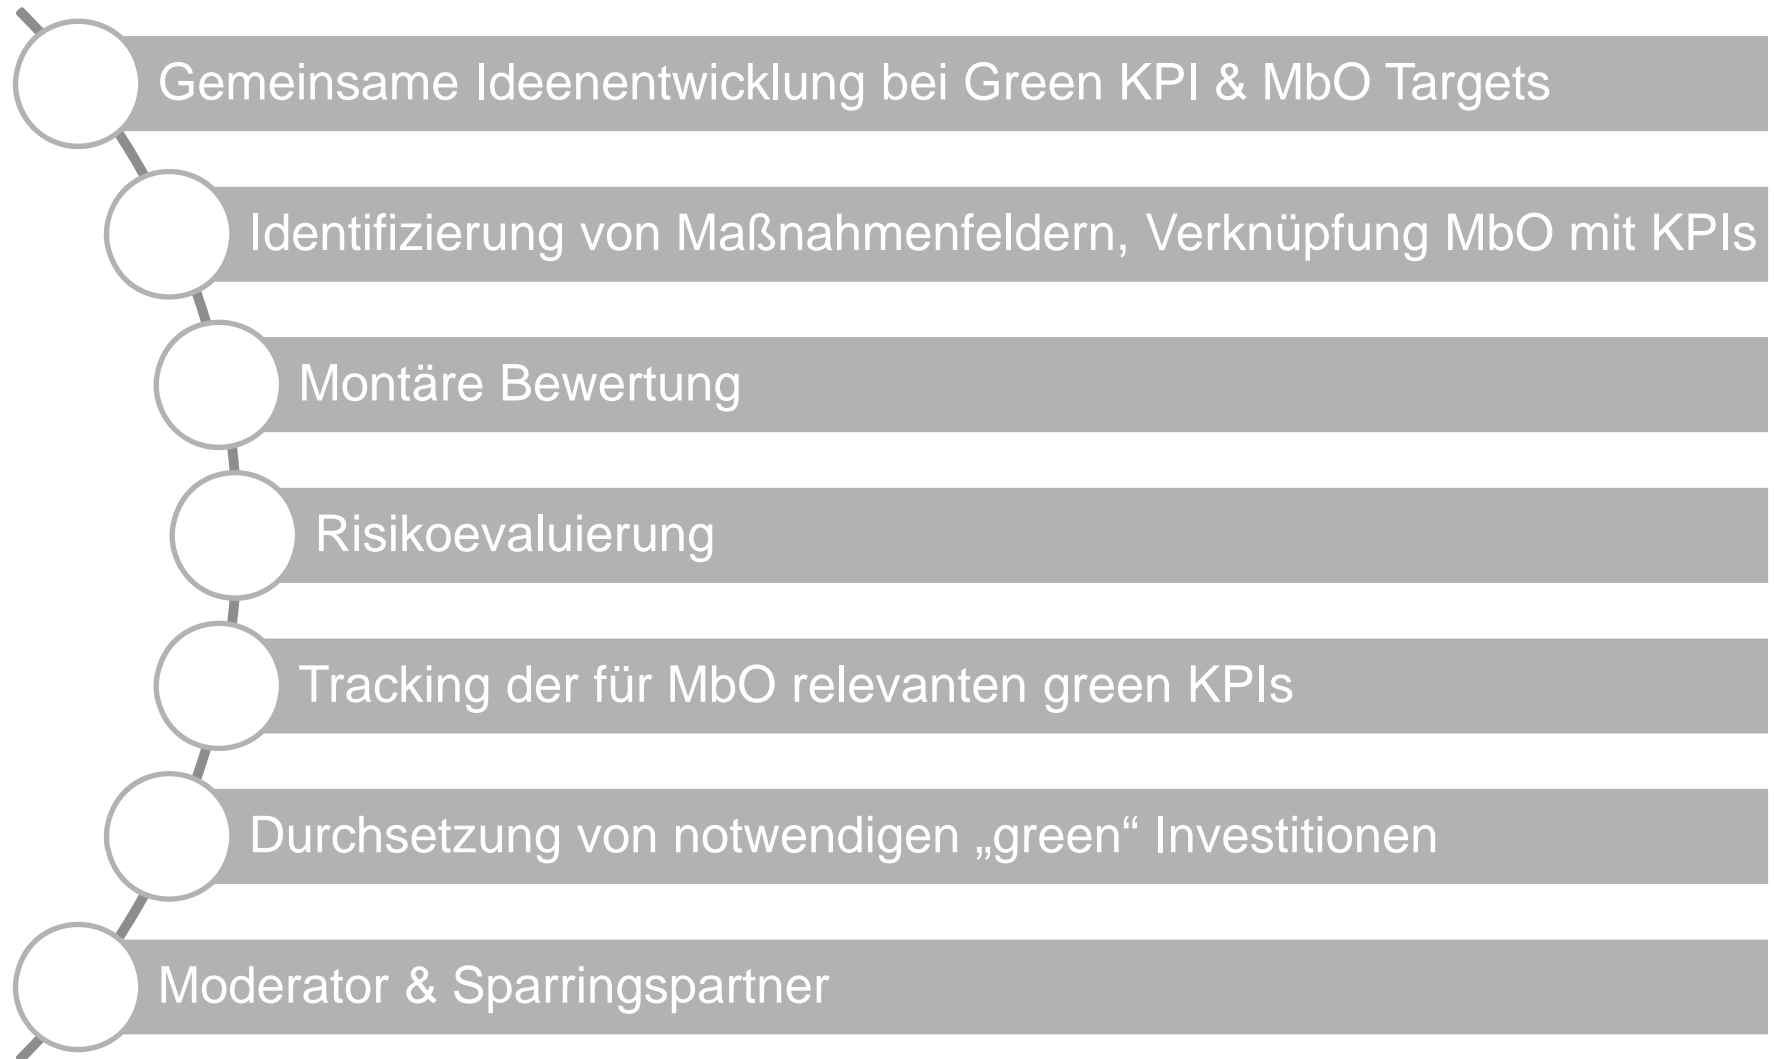 Gemeinsame Ideenentwicklung bei Green KPI & MbO Targets
Identifizierung von Maßnahmenfeldern, Verknüpfung MbO mit KPIs
Montäre Bewertung
Risikoevaluierung
Tracking der für MbO relevanten green KPIs
Durchsetzung von notwendigen „green“ Investitionen
Moderator & Sparringspartner